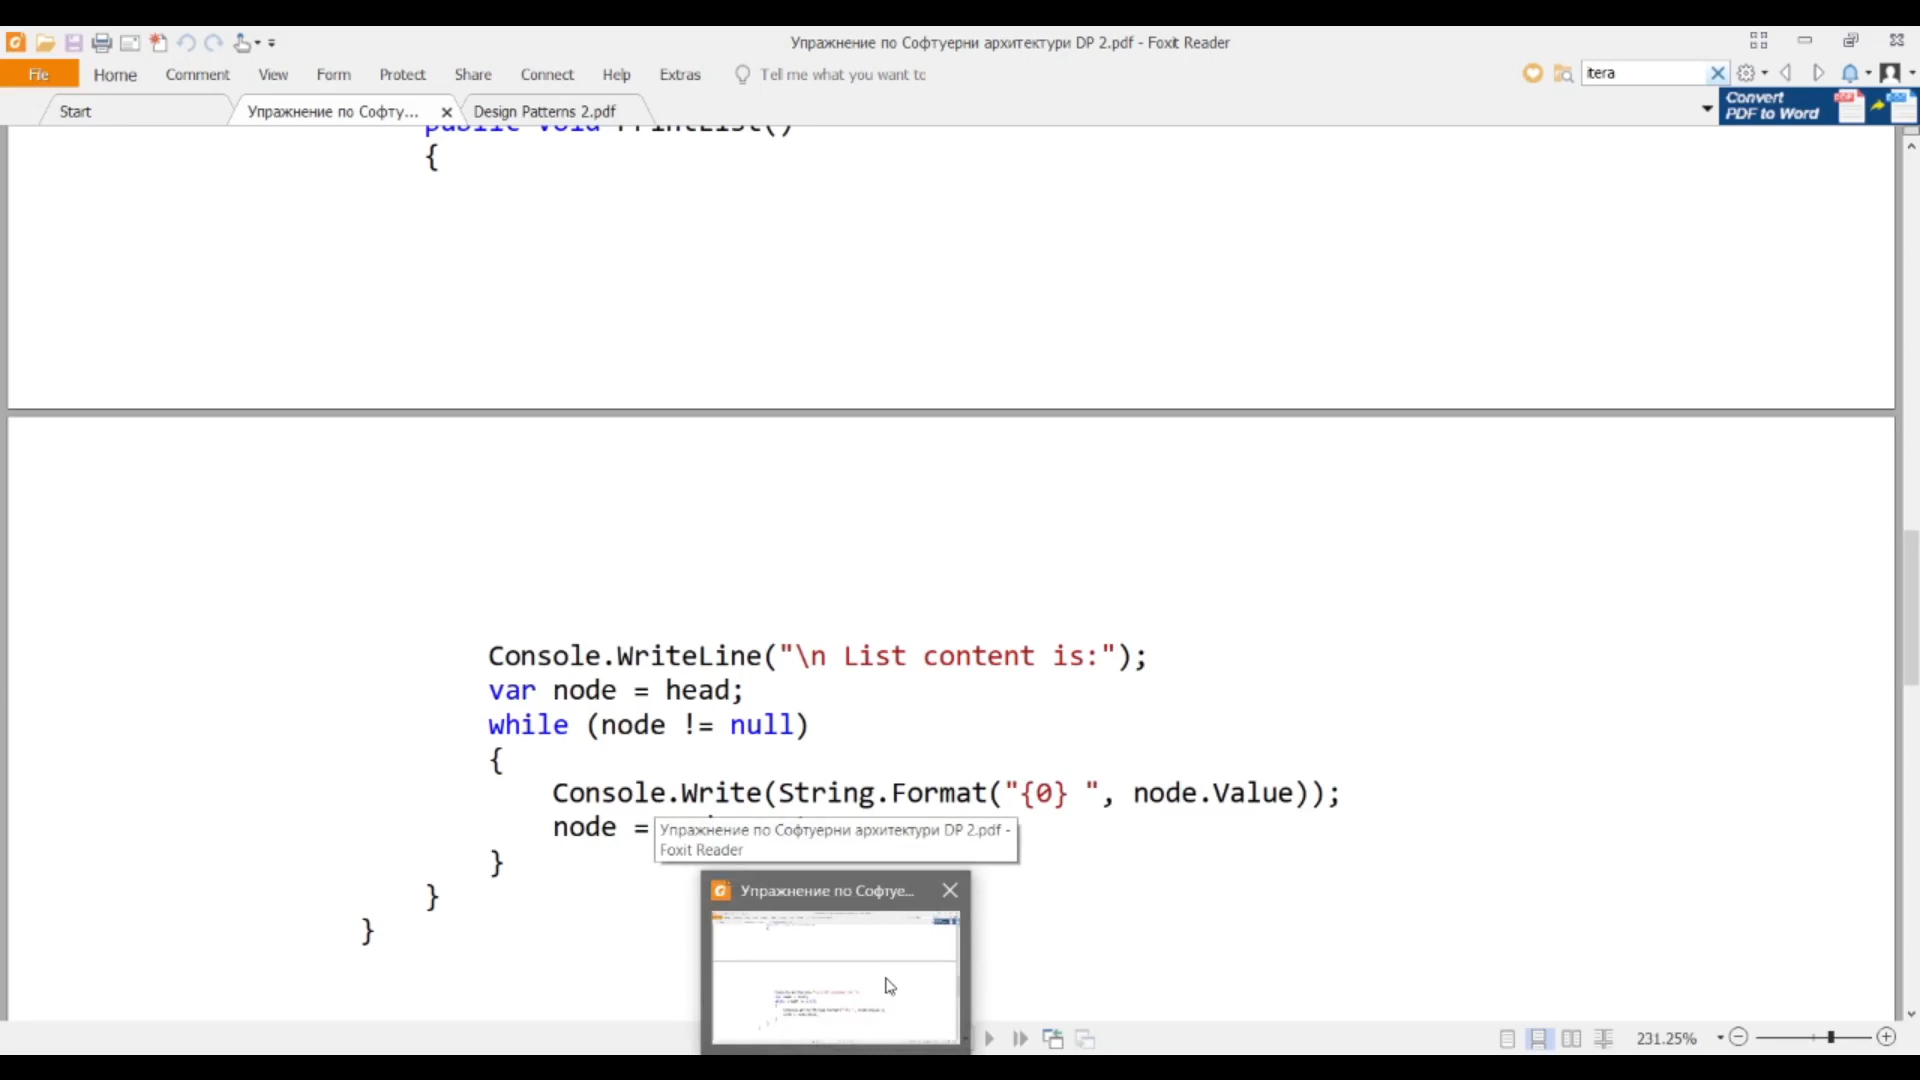 Упражнение по Софтуерни архитектури DP 2.pdf - Foxit Reader
File Home Comment View Form Protect Share Connect Help Extras Tell me what you want to
itera
Start Упражнение по Софту... Design Patterns 2.pdf
Convert
PDF to Word
public void PrintList()
{
Console.WriteLine("\n List content is:");
var node = head;
while (node != null)
{
Console.Write(String.Format("{0} ", node.Value));
node =
Упражнение по Софтуерни архитектури DP 2.pdf -
Foxit Reader
}
}
}
Упражнение по Софтуе...
231.25%